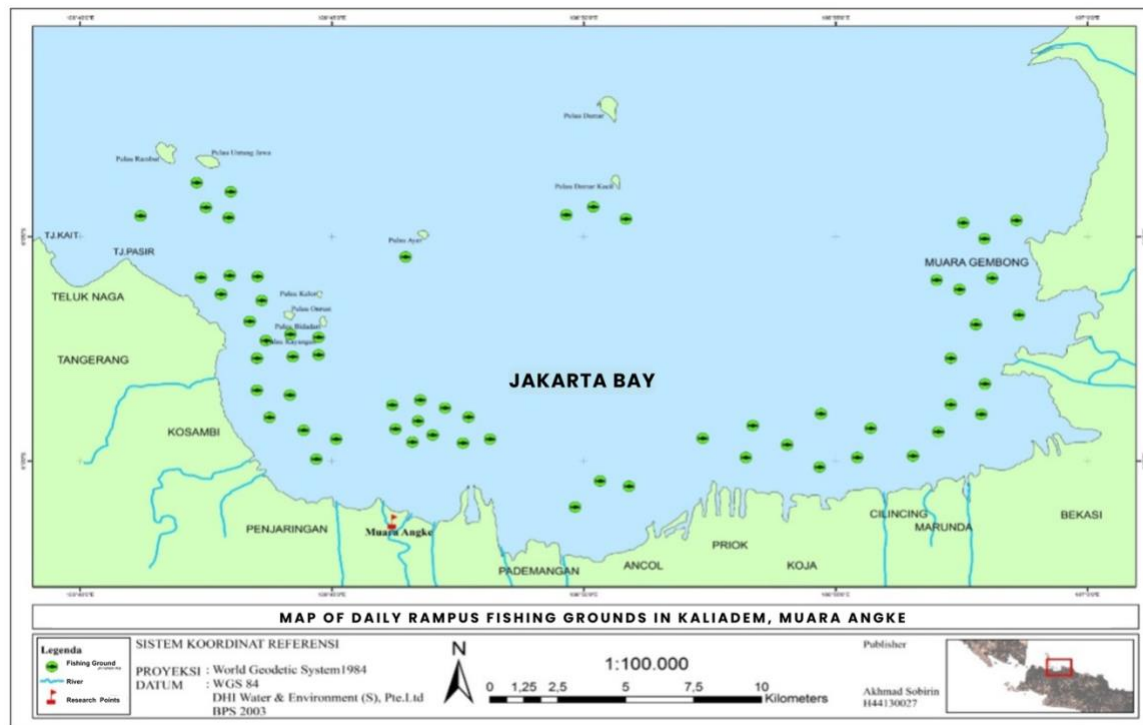 Pulau Damar
Pulau Rambut
Pulau Untung Jawa
Pulau Damar Kecil
TJ.KAIT
TJ.PASIR
Pulau Ayer
MUARA GEMBONG
TELUK NAGA
Pulau Kelor
Pulau Onrust
Pulau Bidadari
TANGERANG
JAKARTA BAY
KOSAMBI
PENJARINGAN
Muara Angke
PADEMANGAN
ANCOL
PRIOK
KOJA
CILINCING
MARUNDA
BEKASI
MAP OF DAILY RAMPUS FISHING GROUNDS IN KALIADEM, MUARA ANGKE
Legenda
Fishing Ground
River
Research Points
SISTEM KOORDINAT REFERENSI
PROYEKSI : World Geodetic System1984
DATUM : WGS 84
DHI Water & Environment (S), Pte.Ltd
BPS 2003
N
1:100.000
0 1,25 2,5 5 7,5 10
Kilometers
Publisher
Akhmad Sobirin
H44130027